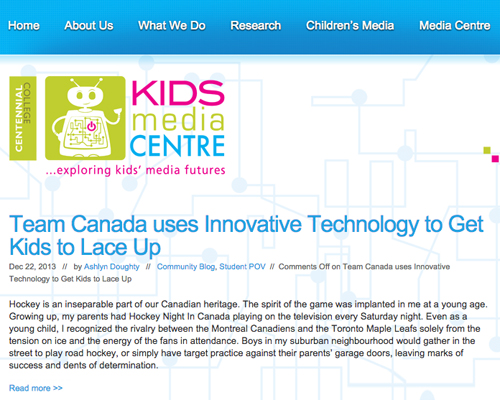 Home About Us What We Do Research Children's Media Media Centre
CENTENNIAL
COLLEGE
KIDS
media
CENTRE
...exploring kids' media futures
Team Canada uses Innovative Technology to Get
Kids to Lace Up
Dec 22, 2013 // by Ashlyn Doughty // Community Blog, Student POV // Comments Off on Team Canada uses Innovative
Technology to Get Kids to Lace Up
Hockey is an inseparable part of our Canadian heritage. The spirit of the game was implanted in me at a young age.
Growing up, my parents had Hockey Night In Canada playing on the television every Saturday night. Even as a
young child, I recognized the rivalry between the Montreal Canadiens and the Toronto Maple Leafs solely from the
tension on ice and the energy of the fans in attendance. Boys in my suburban neighbourhood would gather in the
street to play road hockey, or simply have target practice against their parents' garage doors, leaving marks of
success and dents of determination.
Read more >>